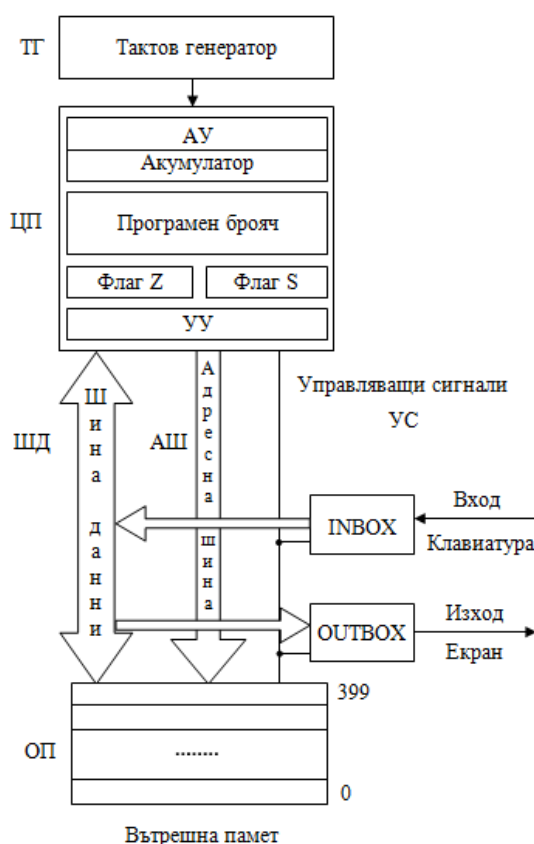 ТГ
Тактов генератор
АУ
Акумулатор
ЦП
Програмен брояч
Флаг Z
Флаг S
УУ
Управляващи сигнали
УС
ШД
Шина данни
АШ
Адресна шина
INBOX
Вход
Клавиатура
OUTBOX
Изход
Екран
399
ОП
........
0
Вътрешна памет